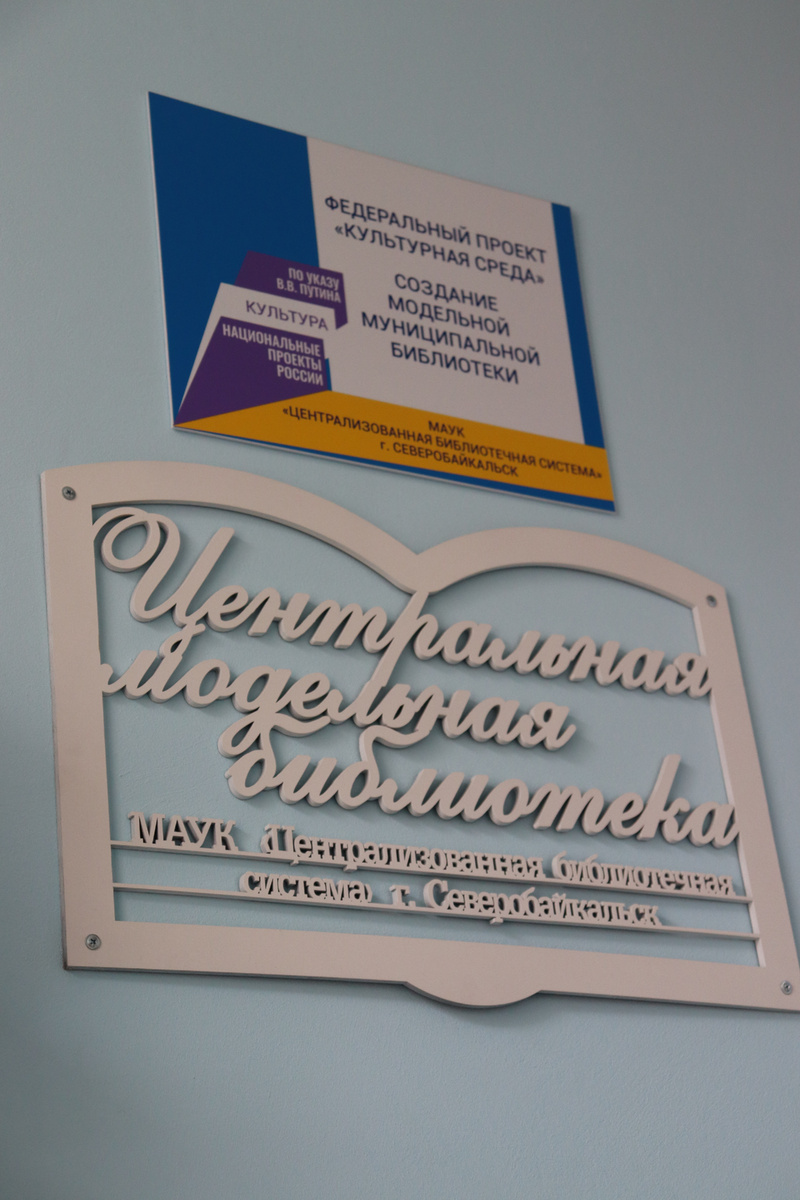 ФЕДЕРАЛЬНЫЙ ПРОЕКТ
«КУЛЬТУРНАЯ СРЕДА»
СОЗДАНИЕ
МОДЕЛЬНОЙ
МУНИЦИПАЛЬНОЙ
БИБЛИОТЕКИ
ПО УКАЗУ
В.В. ПУТИНА
КУЛЬТУРА
НАЦИОНАЛЬНЫЕ
ПРОЕКТЫ
РОССИИ
МАУК
«ЦЕНТРАЛИЗОВАННАЯ БИБЛИОТЕЧНАЯ СИСТЕМА»
г. СЕВЕРОБАЙКАЛЬСК
Центральная
модельная
библиотека
МАУК «Централизованная библиотечная
система» г. Северобайкальск